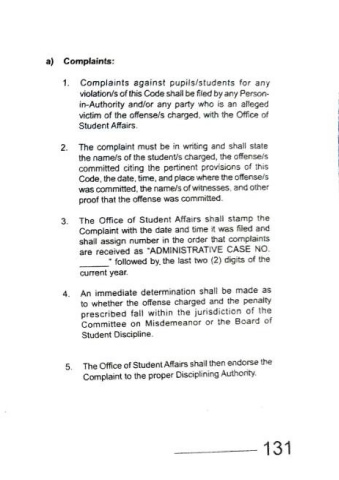 a) Complaints:
1. Complaints against pupils/students for any
violation/s of this Code shall be filed by any Person-
in-Authority and/or any party who is an alleged
victim of the offense/s charged, with the Office of
Student Affairs.
2. The complaint must be in writing and shall state
the name/s of the student/s charged, the offense/s
committed citing the pertinent provisions of this
Code, the date, time, and place where the offense/s
was committed, the name/s of witnesses, and other
proof that the offense was committed.
3. The Office of Student Affairs shall stamp the
Complaint with the date and time it was filed and
shall assign number in the order that complaints
are received as "ADMINISTRATIVE CASE NO.
______" followed by, the last two (2) digits of the
current year.
4. An immediate determination shall be made as
to whether the offense charged and the penalty
prescribed fall within the jurisdiction of the
Committee on Misdemeanor or the Board of
Student Discipline.
5. The Office of Student Affairs shall then endorse the
Complaint to the proper Disciplining Authority.
131